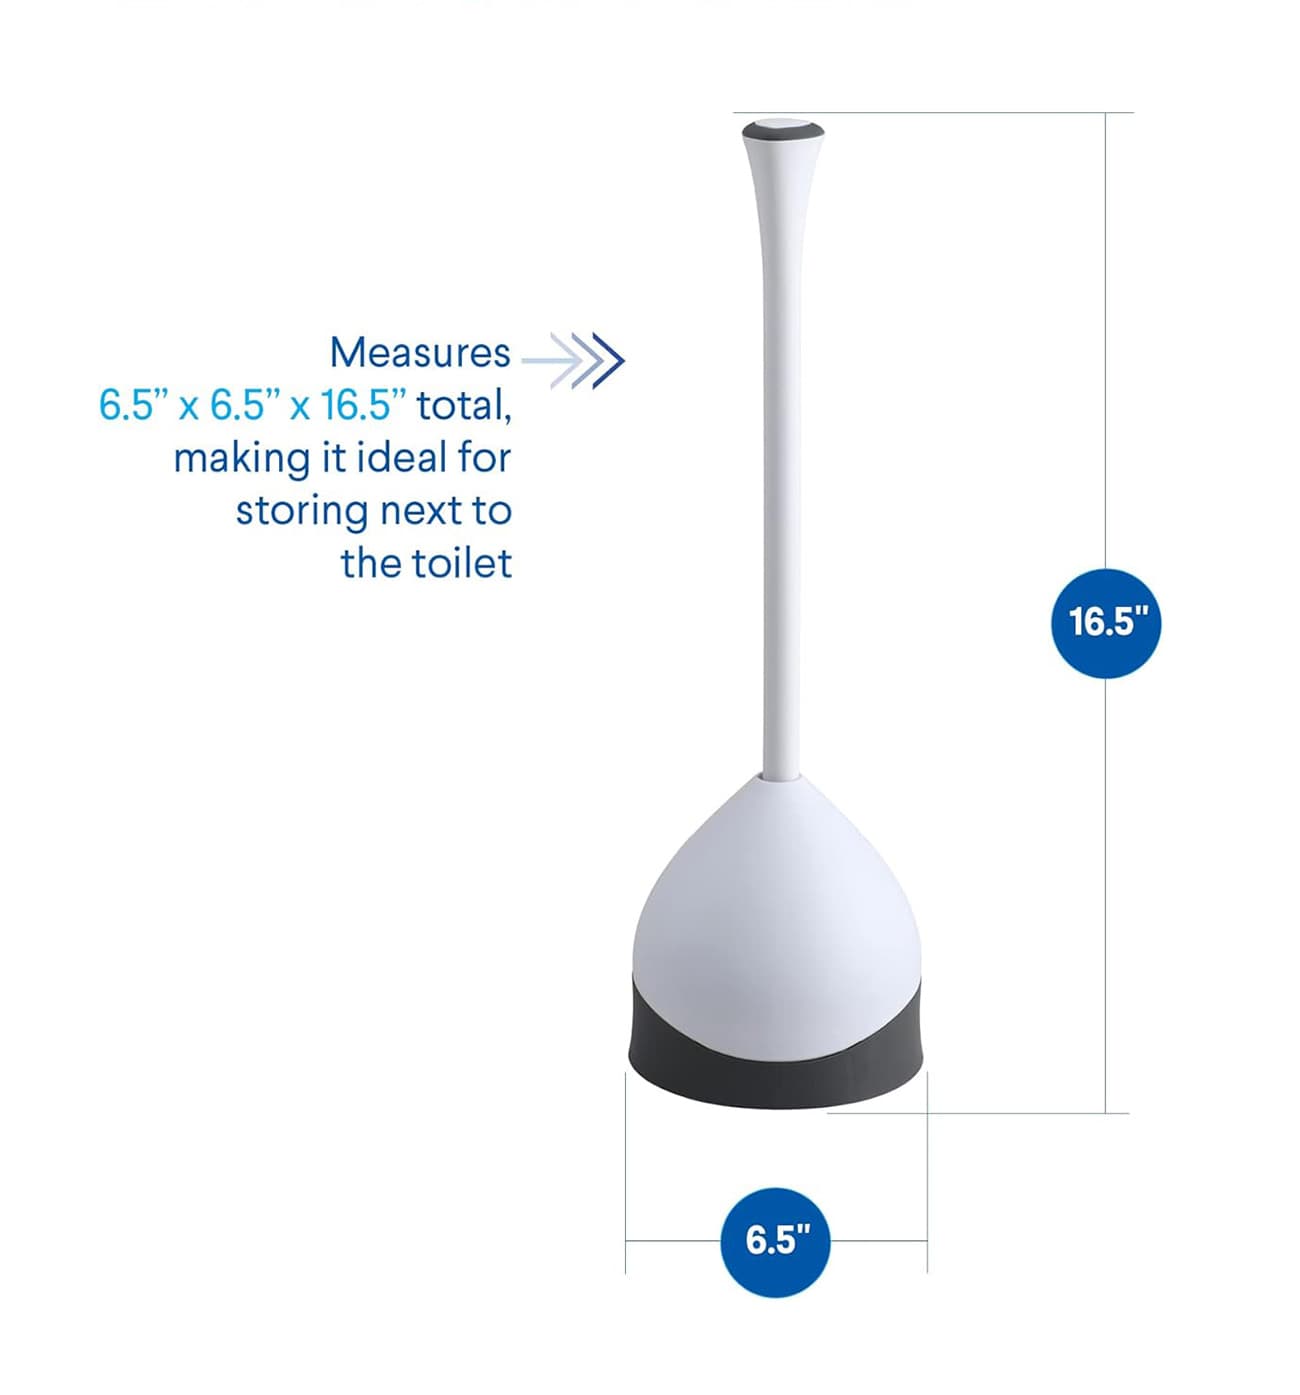 Measures
6.5” x 6.5” x 16.5” total,
making it ideal for
storing next to
the toilet
16.5"
6.5"